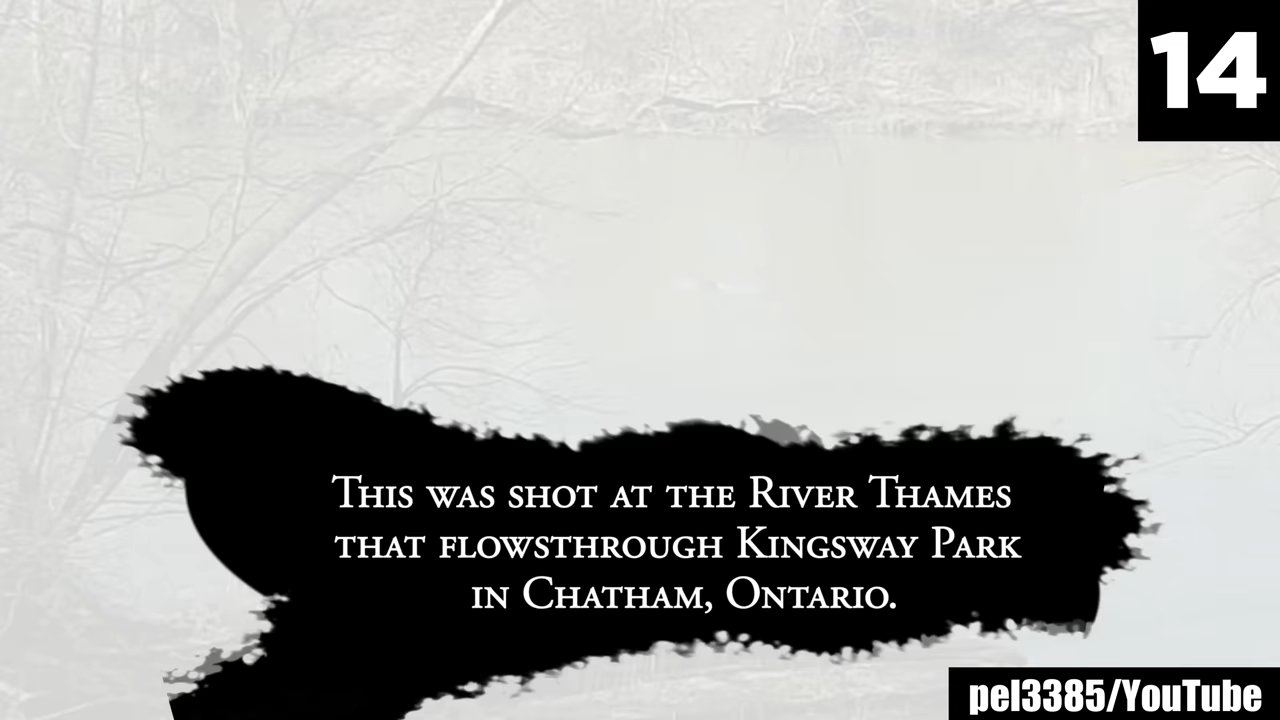 14
This was shot at the River Thames
that flowsthrough Kingsway Park
in Chatham, Ontario.
pel3385/YouTube